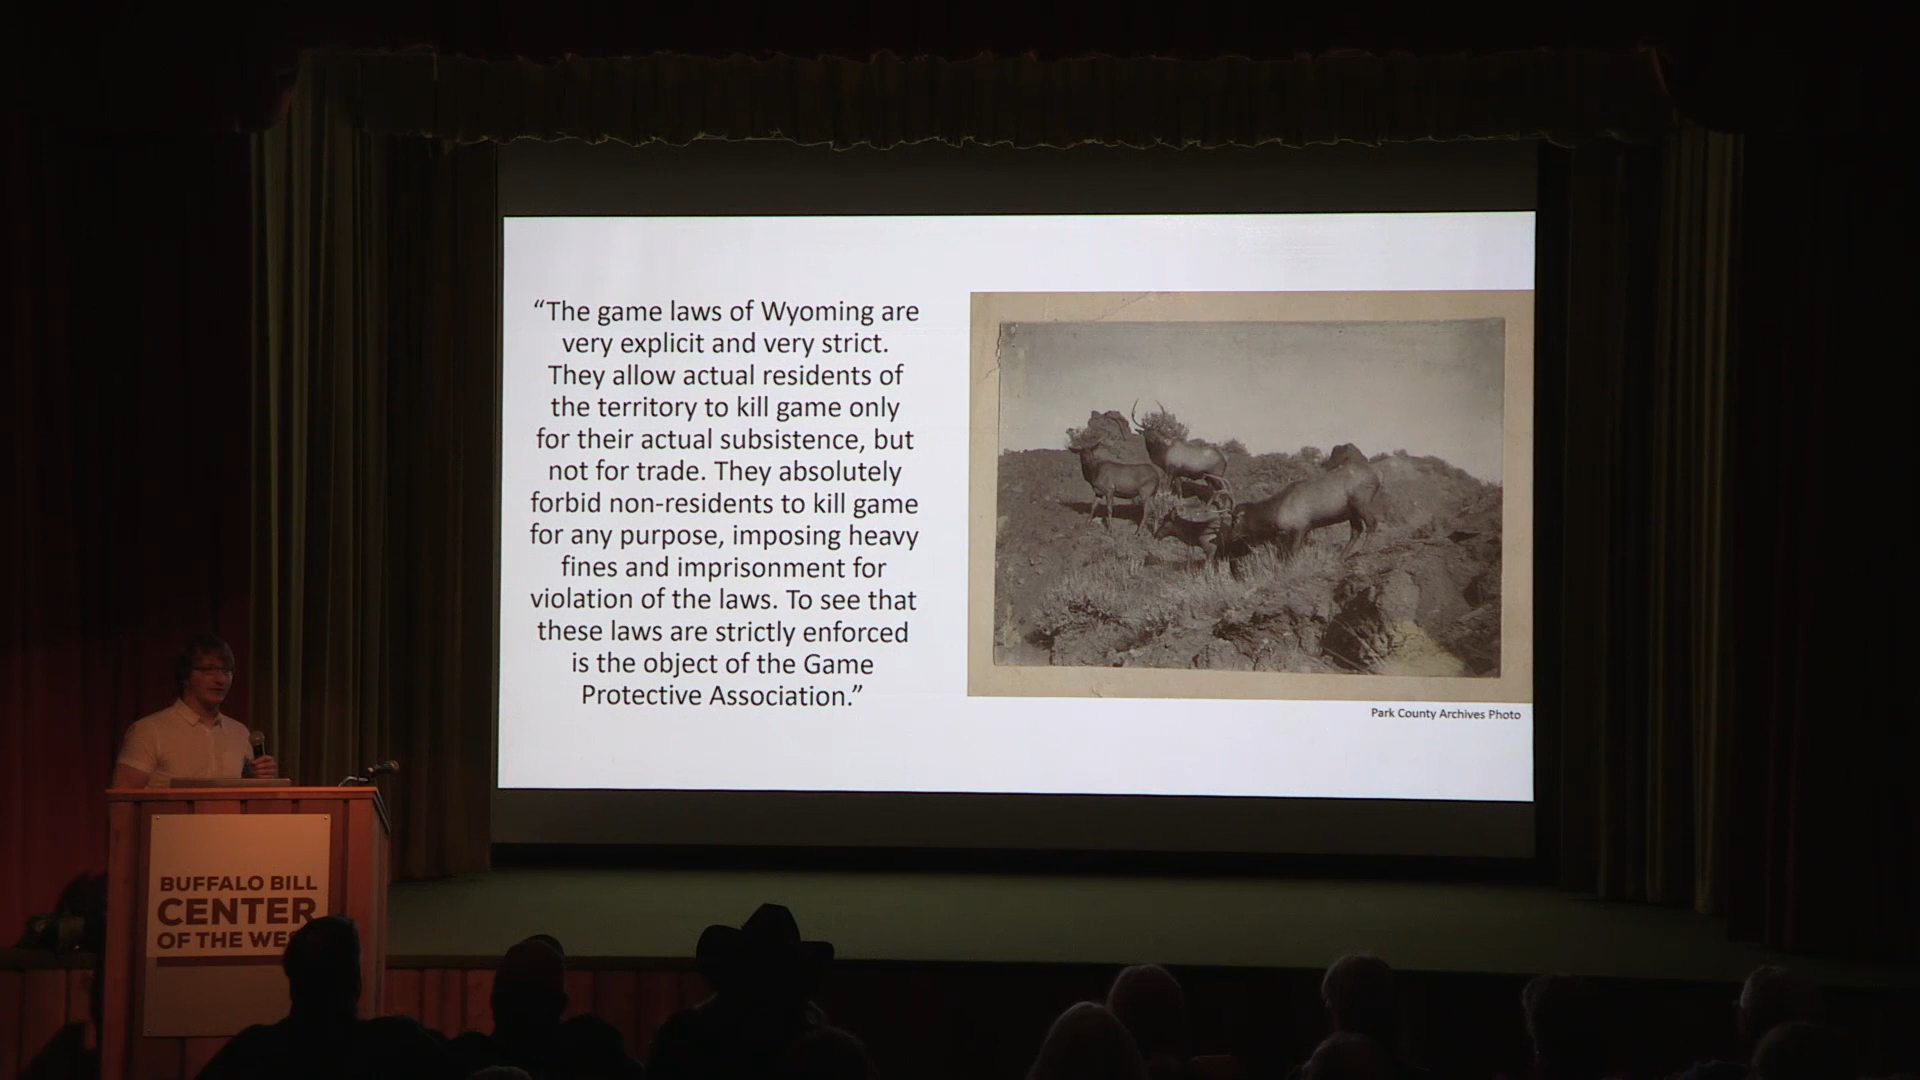 “The game laws of Wyoming are
very explicit and very strict.
They allow actual residents of
the territory to kill game only
for their actual subsistence, but
not for trade. They absolutely
forbid non-residents to kill game
for any purpose, imposing heavy
fines and imprisonment for
violation of the laws. To see that
these laws are strictly enforced
is the object of the Game
Protective Association.”
Park County Archives Photo
BUFFALO BILL
CENTER
OF THE WE